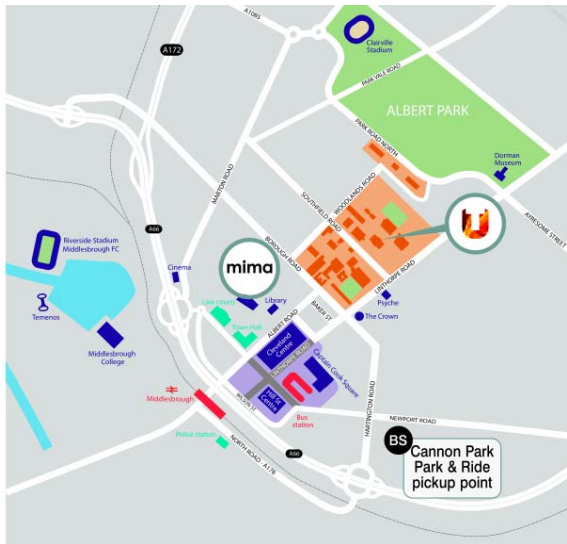 A1085
A172
Clairville
Stadium
PARK VALE ROAD
ALBERT PARK
PARK ROAD NORTH
Dorman
Museum
MARTON ROAD
WOODLANDS ROAD
SOUTHFIELD ROAD
U
AYRESOME STREET
A66
Riverside Stadium
Middlesbrough FC
BOROUGH ROAD
LINTHORPE ROAD
Cinema
mima
Temenos
Law courts
Library
Psyche
The Crown
BAKER ST
Town Hall
ALBERT ROAD
Middlesbrough
College
Cleveland
Centre
LINTHORPE ROAD
Captain Cook Square
Middlesbrough
Hill St
Centre
WILSON ST
Bus
station
HARTINGTON ROAD
NEWPORT ROAD
Police station
NORTH ROAD - A178
A66
BS
Cannon Park
Park & Ride
pickup point